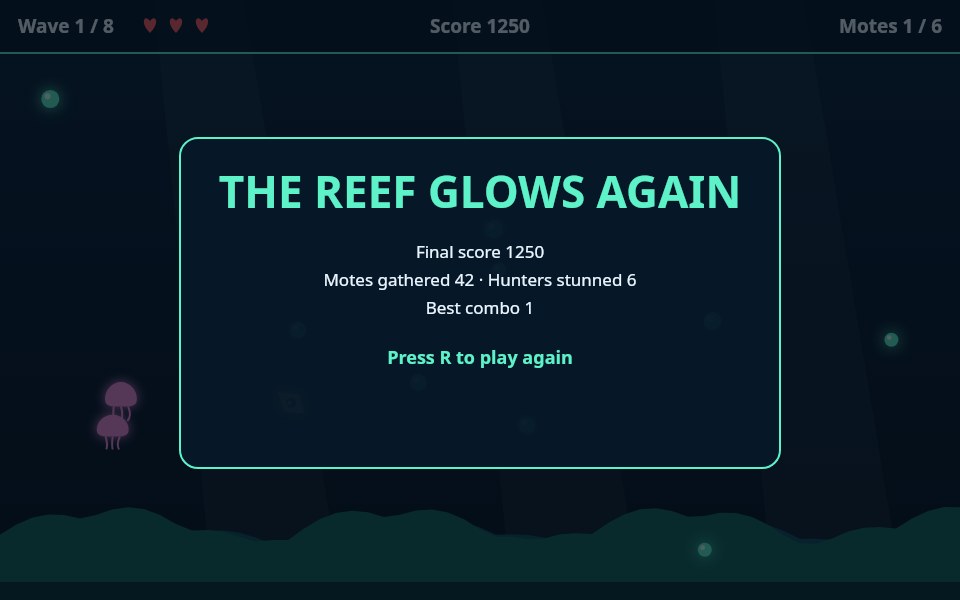 Wave 1 / 8
Score 1250
Motes 1 / 6
THE REEF GLOWS AGAIN
Final score 1250
Motes gathered 42 · Hunters stunned 6
Best combo 1
Press R to play again